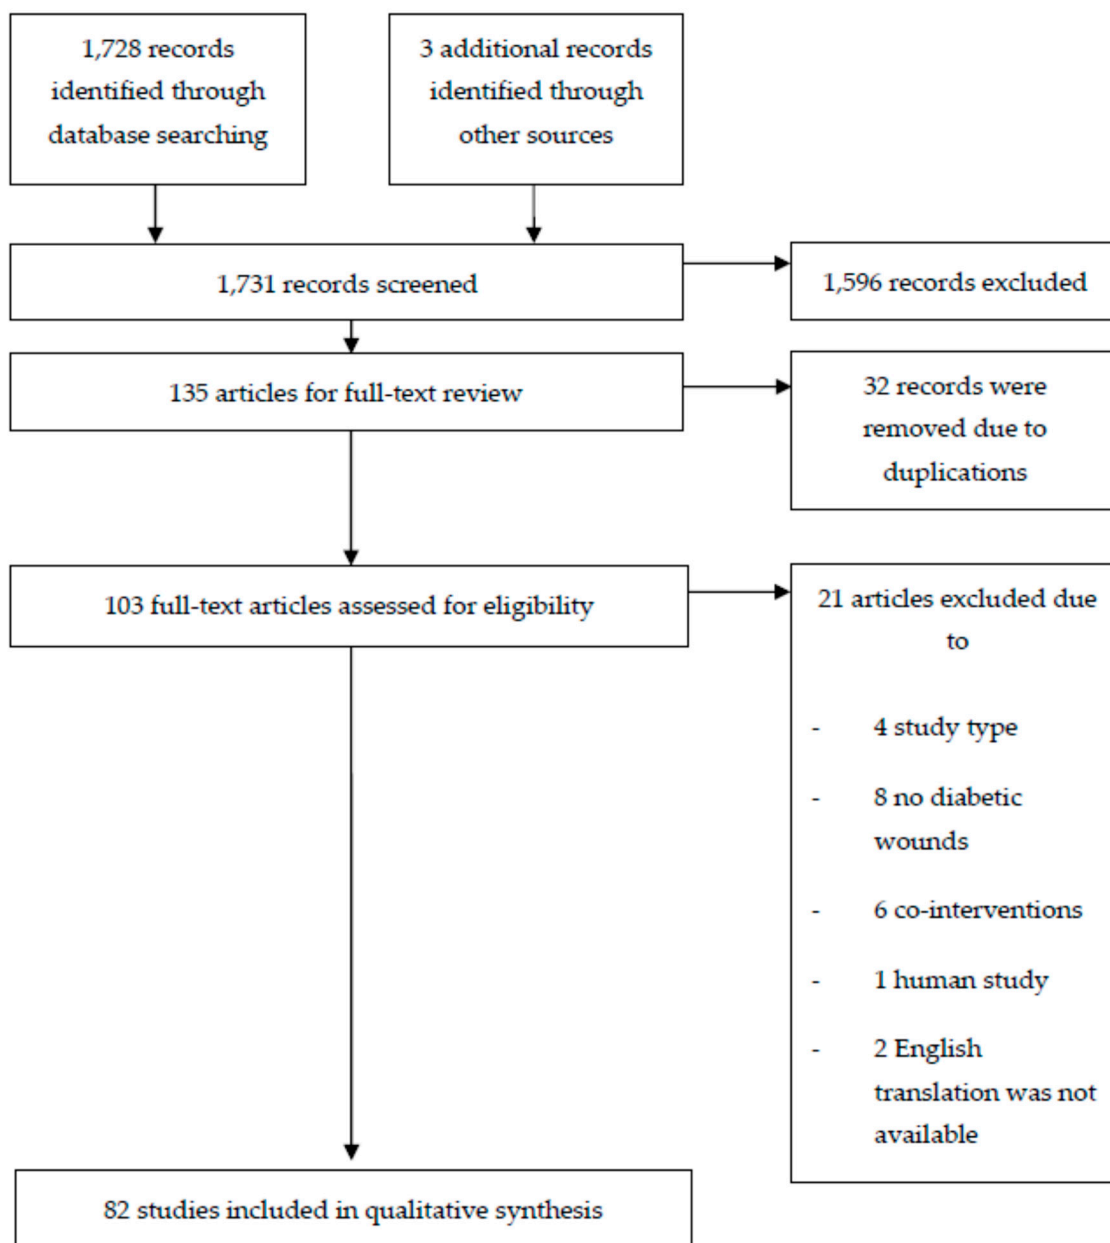 1,728 records
identified through
database searching
3 additional records
identified through
other sources
1,731 records screened
1,596 records excluded
135 articles for full-text review
32 records were
removed due to
duplications
103 full-text articles assessed for eligibility
21 articles excluded due
to
- 4 study type
- 8 no diabetic
wounds
- 6 co-interventions
- 1 human study
- 2 English
translation was not
available
82 studies included in qualitative synthesis